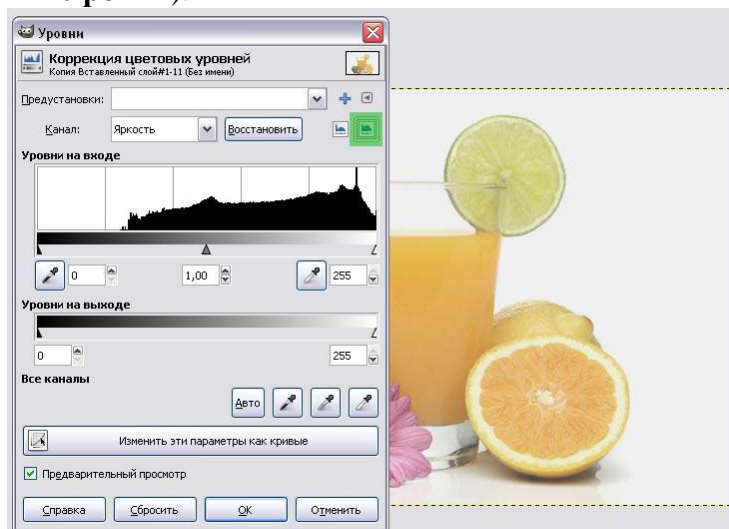 Уровни
Коррекция цветовых уровней
Копия Вставленный слой#1-11 (Без имени)
Предустановки:
Канал: Яркость Восстановить
Уровни на входе
0 1,00 255
Уровни на выходе
0 255
Все каналы
Авто
Изменить эти параметры как кривые
Предварительный просмотр
Справка Сбросить OK Отменить